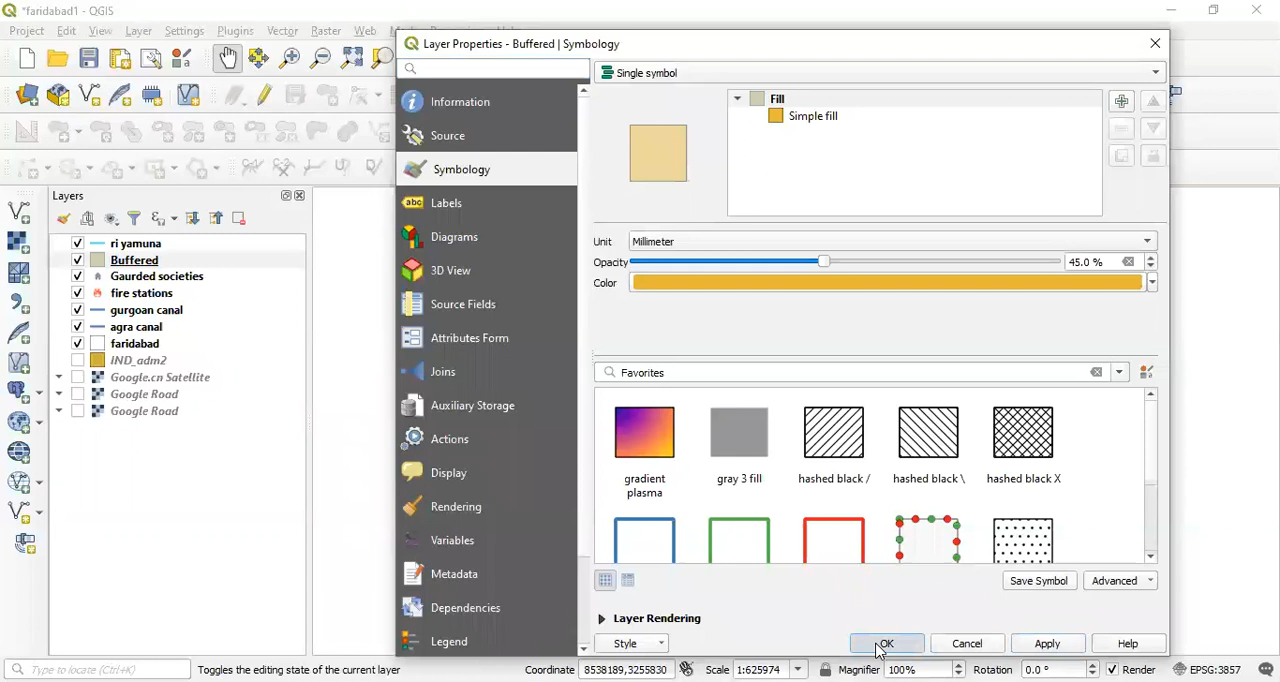 *faridabad1 - QGIS
Project Edit View Layer Settings Plugins Vector Raster Web
Layer Properties - Buffered | Symbology
Information
Source
Symbology
Labels
Diagrams
3D View
Source Fields
Attributes Form
Joins
Auxiliary Storage
Actions
Display
Rendering
Variables
Metadata
Dependencies
Legend
Single symbol
Fill
Simple fill
Unit Millimeter
Opacity 45.0 %
Color
Favorites
gradient plasma
gray 3 fill
hashed black /
hashed black \
hashed black X
Save Symbol Advanced
Layer Rendering
Style OK Cancel Apply Help
Layers
ri yamuna
Buffered
Gaurded societies
fire stations
gurgoan canal
agra canal
faridabad
IND_adm2
Google.cn Satellite
Google Road
Google Road
Type to locate (Ctrl+K) Toggles the editing state of the current layer Coordinate 8538189,3255830 Scale 1:625974 Magnifier 100% Rotation 0.0 ° Render EPSG:3857